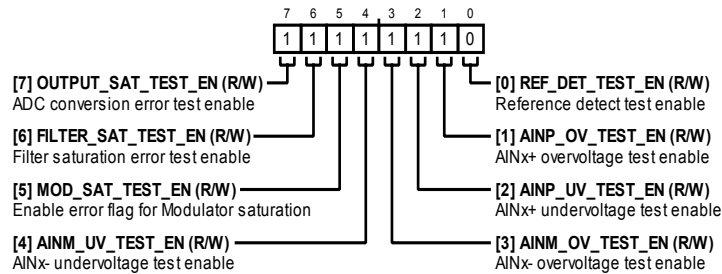 7 6 5 4 3 2 1 0
1 1 1 1 1 1 1 0
[7] OUTPUT_SAT_TEST_EN (R/W)
ADC conversion error test enable
[6] FILTER_SAT_TEST_EN (R/W)
Filter saturation error test enable
[5] MOD_SAT_TEST_EN (R/W)
Enable error flag for Modulator saturation
[4] AINM_UV_TEST_EN (R/W)
AINx- undervoltage test enable
[0] REF_DET_TEST_EN (R/W)
Reference detect test enable
[1] AINP_OV_TEST_EN (R/W)
AINx+ overvoltage test enable
[2] AINP_UV_TEST_EN (R/W)
AINx+ undervoltage test enable
[3] AINM_OV_TEST_EN (R/W)
AINx- overvoltage test enable